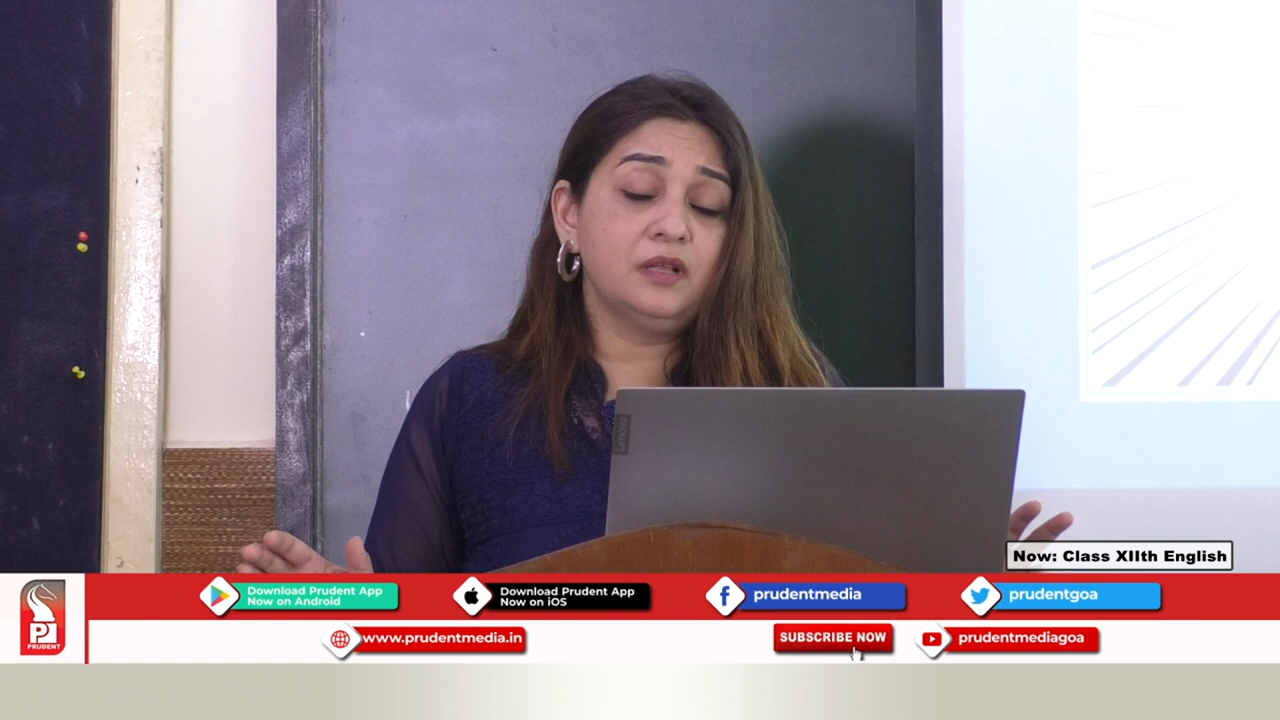 Lenovo
Now: Class XIIth English
Download Prudent App
Now on Android
Download Prudent App
Now on iOS
prudentmedia
prudentgoa
P
PRUDENT
www.prudentmedia.in
SUBSCRIBE NOW
prudentmediagoa